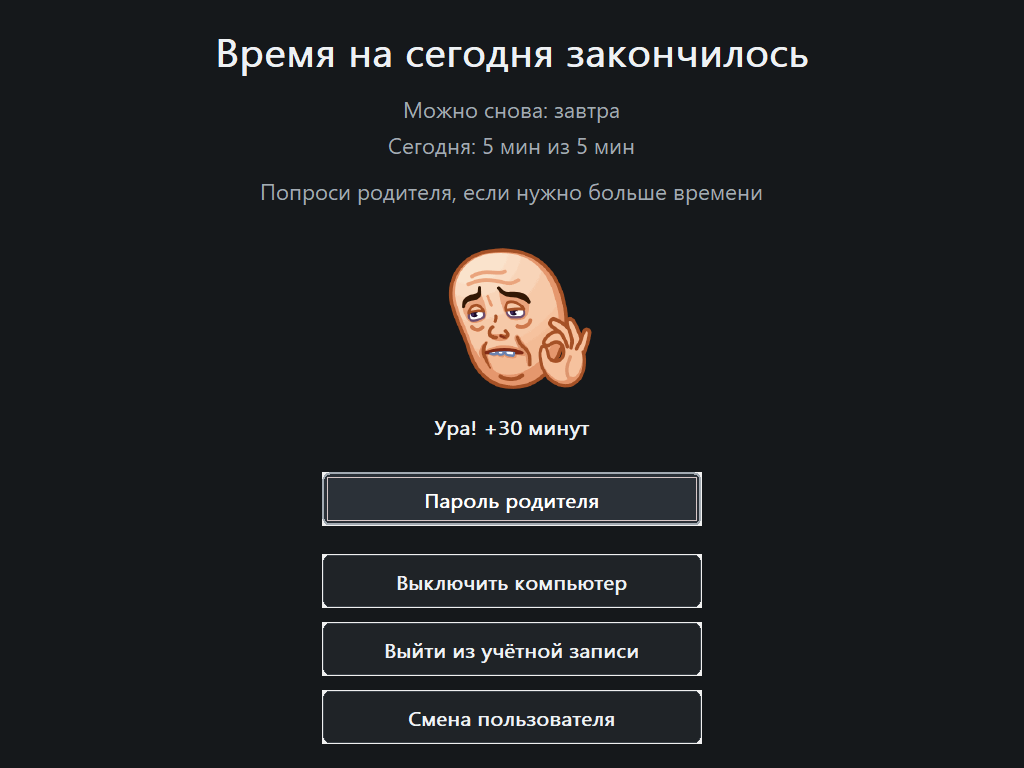 Время на сегодня закончилось
Можно снова: завтра
Сегодня: 5 мин из 5 мин
Попроси родителя, если нужно больше времени
Ура! +30 минут
Пароль родителя
Выключить компьютер
Выйти из учётной записи
Смена пользователя